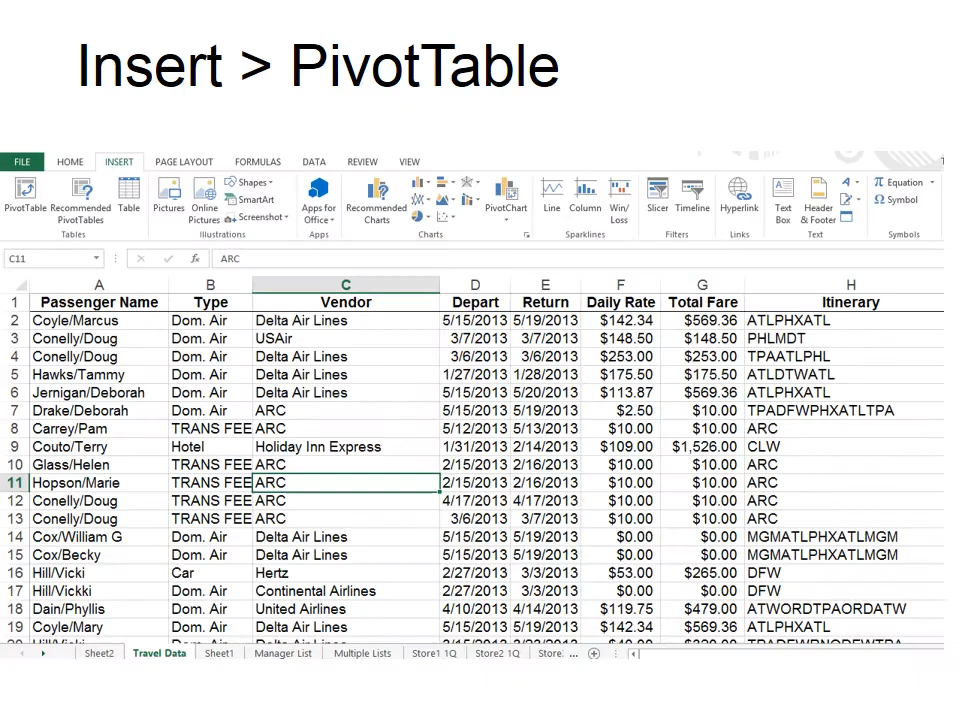 Insert > PivotTable
FILE HOME INSERT PAGE LAYOUT FORMULAS DATA REVIEW VIEW
PivotTable Recommended PivotTables Table Pictures Online Pictures Shapes SmartArt Screenshot Apps for Office Recommended Charts PivotChart Line Column Win/Loss Slicer Timeline Hyperlink Text Box Header & Footer Equation Symbol
Tables Illustrations Apps Charts Sparklines Filters Links Text Symbols
C11 fx ARC
A B C D E F G H
1 Passenger Name Type Vendor Depart Return Daily Rate Total Fare Itinerary
2 Coyle/Marcus Dom. Air Delta Air Lines 5/15/2013 5/19/2013 $142.34 $569.36 ATLPHXATL
3 Conelly/Doug Dom. Air USAir 3/7/2013 3/7/2013 $148.50 $148.50 PHLMDT
4 Conelly/Doug Dom. Air Delta Air Lines 3/6/2013 3/6/2013 $253.00 $253.00 TPAATLPHL
5 Hawks/Tammy Dom. Air Delta Air Lines 1/27/2013 1/28/2013 $175.50 $175.50 ATLDTWATL
6 Jernigan/Deborah Dom. Air Delta Air Lines 5/15/2013 5/20/2013 $113.87 $569.36 ATLPHXATL
7 Drake/Deborah Dom. Air ARC 5/15/2013 5/19/2013 $2.50 $10.00 TPADFWPHXATLTPA
8 Carrey/Pam TRANS FEE ARC 5/12/2013 5/13/2013 $10.00 $10.00 ARC
9 Couto/Terry Hotel Holiday Inn Express 1/31/2013 2/14/2013 $109.00 $1,526.00 CLW
10 Glass/Helen TRANS FEE ARC 2/15/2013 2/16/2013 $10.00 $10.00 ARC
11 Hopson/Marie TRANS FEE ARC 2/15/2013 2/16/2013 $10.00 $10.00 ARC
12 Conelly/Doug TRANS FEE ARC 4/17/2013 4/17/2013 $10.00 $10.00 ARC
13 Conelly/Doug TRANS FEE ARC 3/6/2013 3/7/2013 $10.00 $10.00 ARC
14 Cox/William G Dom. Air Delta Air Lines 5/15/2013 5/19/2013 $0.00 $0.00 MGMATLPHXATLMGM
15 Cox/Becky Dom. Air Delta Air Lines 5/15/2013 5/19/2013 $0.00 $0.00 MGMATLPHXATLMGM
16 Hill/Vicki Car Hertz 2/27/2013 3/3/2013 $53.00 $265.00 DFW
17 Hill/Vickki Dom. Air Continental Airlines 2/27/2013 3/3/2013 $0.00 $0.00 DFW
18 Dain/Phyllis Dom. Air United Airlines 4/10/2013 4/14/2013 $119.75 $479.00 ATWORDTPAORDATW
19 Coyle/Mary Dom. Air Delta Air Lines 5/15/2013 5/19/2013 $142.34 $569.36 ATLPHXATL
Sheet2 Travel Data Sheet1 Manager List Multiple Lists Store1 1Q Store2 1Q Store: ...